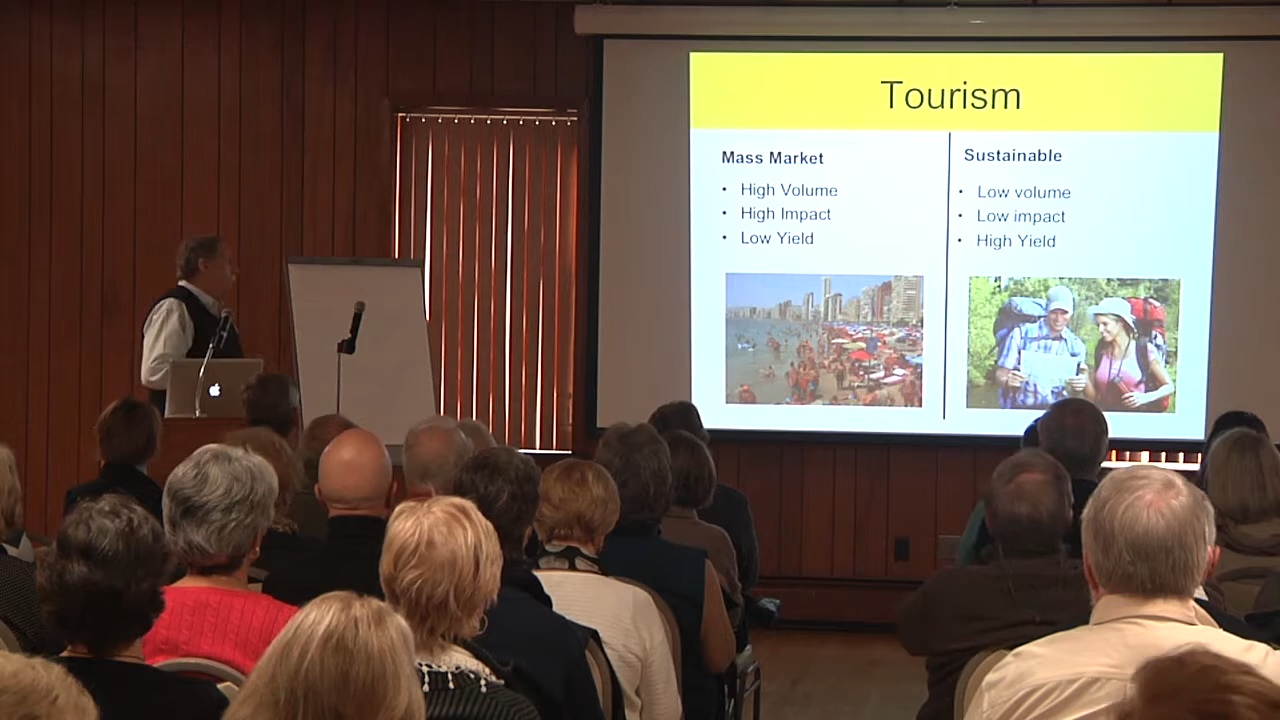 Tourism
Mass Market
• High Volume
• High Impact
• Low Yield
Sustainable
• Low volume
• Low impact
• High Yield